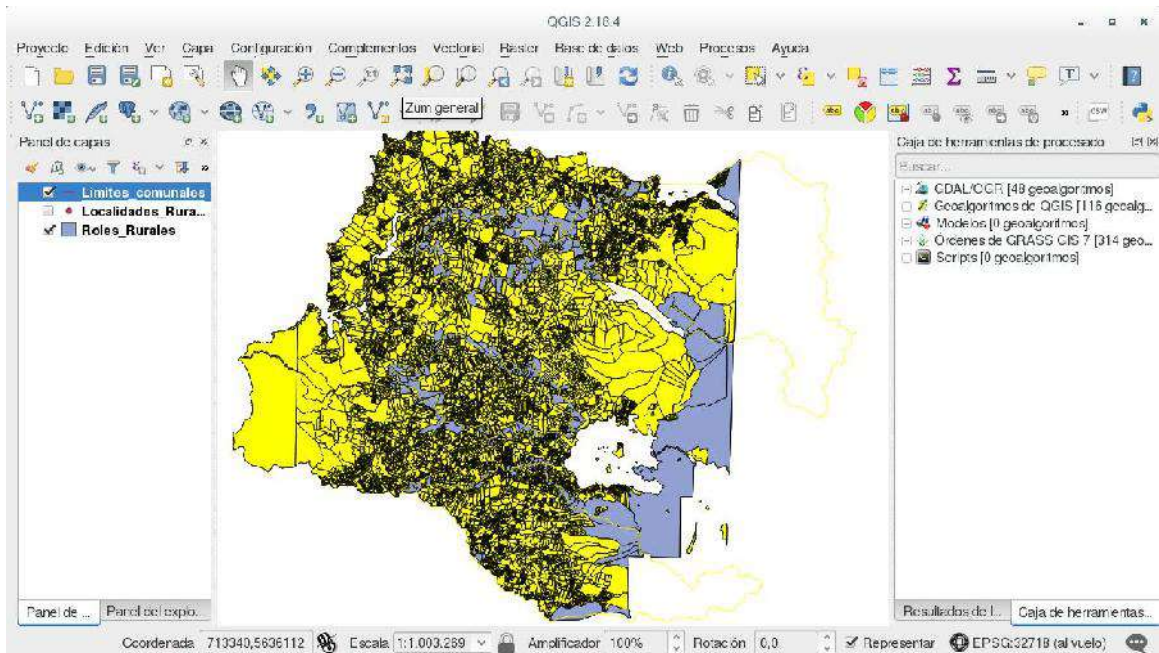 QGIS 2.18.4
Proyecto Edición Ver Capa Configuración Complementos Vectorial Raster Base de datos Web Procesos Ayuda
Zum general
Panel de capas
Caja de herramientas de procesado
Buscar...
Limites_comunales
Localidades_Rura...
Roles_Rurales
GDAL/OGR [48 geoalgoritmos]
Geoalgoritmos de QGIS [116 geoalg...
Modelos [0 geoalgoritmos]
Órdenes de GRASS GIS 7 [314 geo...
Scripts [0 geoalgoritmos]
Panel de ... Panel del explo...
Resultados de l... Caja de herramientas...
Coordenada 713340,5636112 Escala 1:1.003.269 Amplificador 100% Rotación 0,0 Representar EPSG:32718 (al vuelo)